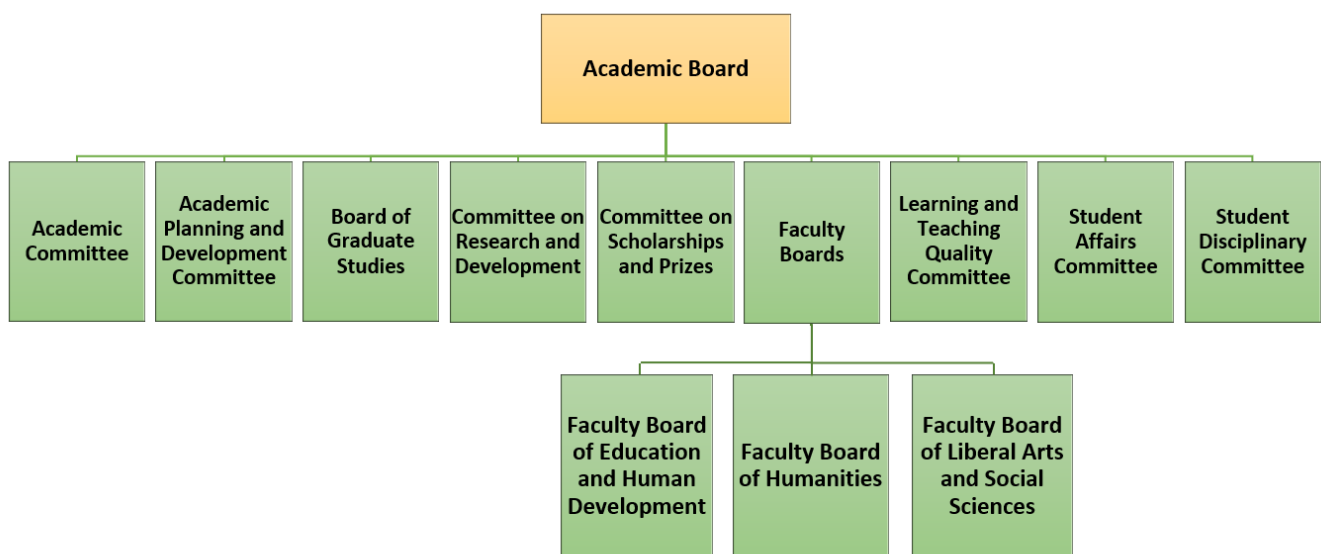 Academic Board
Academic
Committee
Academic
Planning and
Development
Committee
Board of
Graduate
Studies
Committee on
Research and
Development
Committee on
Scholarships
and Prizes
Faculty
Boards
Learning and
Teaching
Quality
Committee
Student
Affairs
Committee
Student
Disciplinary
Committee
Faculty Board
of Education
and Human
Development
Faculty Board
of Humanities
Faculty Board
of Liberal Arts
and Social
Sciences